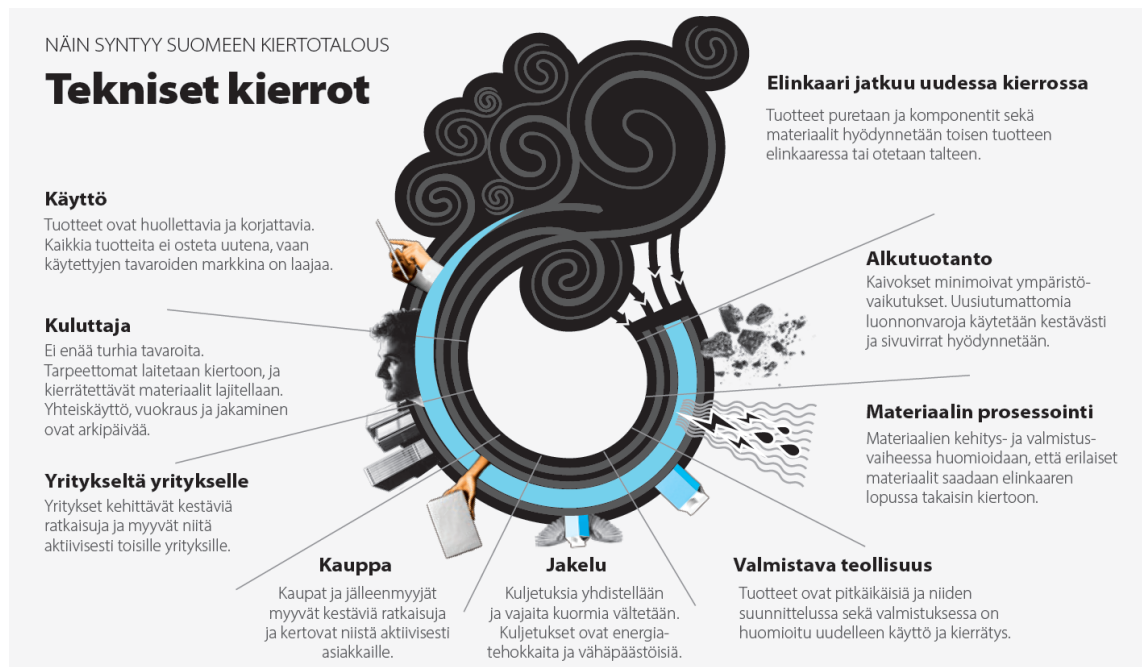 NÄIN SYNTYY SUOMEEN KIERTOTALOUS
Tekniset kierrot
Elinkaari jatkuu uudessa kierrossa
Tuotteet puretaan ja komponentit sekä
materiaalit hyödynnetään toisen tuotteen
elinkaaressa tai otetaan talteen.
Alkutuotanto
Kaivokset minimoivat ympäristö-
vaikutukset. Uusiutumattomia
luonnonvaroja käytetään kestävästi
ja sivuvirrat hyödynnetään.
Materiaalin prosessointi
Materiaalien kehitys- ja valmistus-
vaiheessa huomioidaan, että erilaiset
materiaalit saadaan elinkaaren
lopussa takaisin kiertoon.
Valmistava teollisuus
Tuotteet ovat pitkäikäisiä ja niiden
suunnittelussa sekä valmistuksessa on
huomioitu uudelleen käyttö ja kierrätys.
Jakelu
Kuljetuksia yhdistellään
ja vajaita kuormia vältetään.
Kuljetukset ovat energia-
tehokkaita ja vähäpäästöisiä.
Kauppa
Kaupat ja jälleenmyyjät
myyvät kestäviä ratkaisuja
ja kertovat niistä aktiivisesti
asiakkaille.
Yritykseltä yritykselle
Yritykset kehittävät kestäviä
ratkaisuja ja myyvät niitä
aktiivisesti toisille yrityksille.
Kuluttaja
Ei enää turhia tavaroita.
Tarpeettomat laitetaan kiertoon, ja
kierrätettävät materiaalit lajitellaan.
Yhteiskäyttö, vuokraus ja jakaminen
ovat arkipäivää.
Käyttö
Tuotteet ovat huollettavia ja korjattavia.
Kaikkia tuotteita ei osteta uutena, vaan
käytettyjen tavaroiden markkina on laajaa.